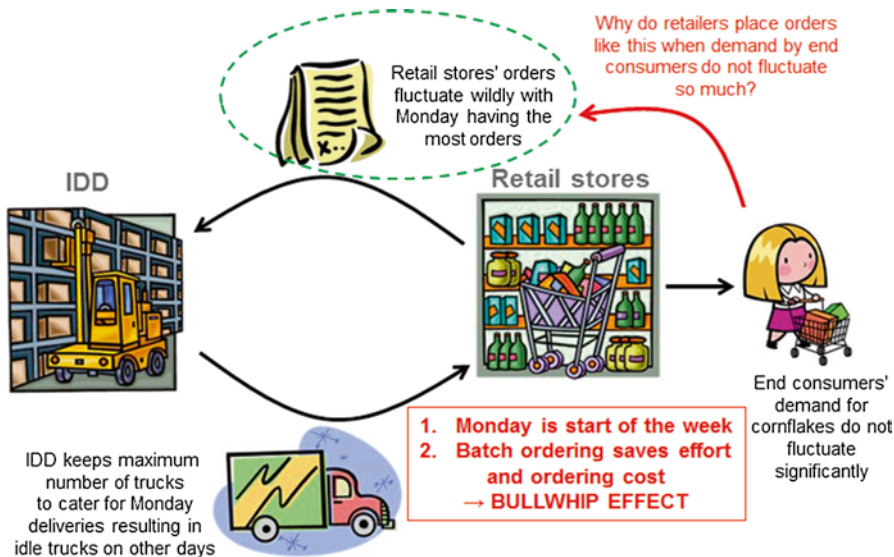 Why do retailers place orders
like this when demand by end
consumers do not fluctuate
so much?
Retail stores' orders
fluctuate wildly with
Monday having the
most orders
x...
IDD
Retail stores
End consumers'
demand for
cornflakes do not
fluctuate
significantly
1. Monday is start of the week
2. Batch ordering saves effort
and ordering cost
→ BULLWHIP EFFECT
IDD keeps maximum
number of trucks
to cater for Monday
deliveries resulting in
idle trucks on other days